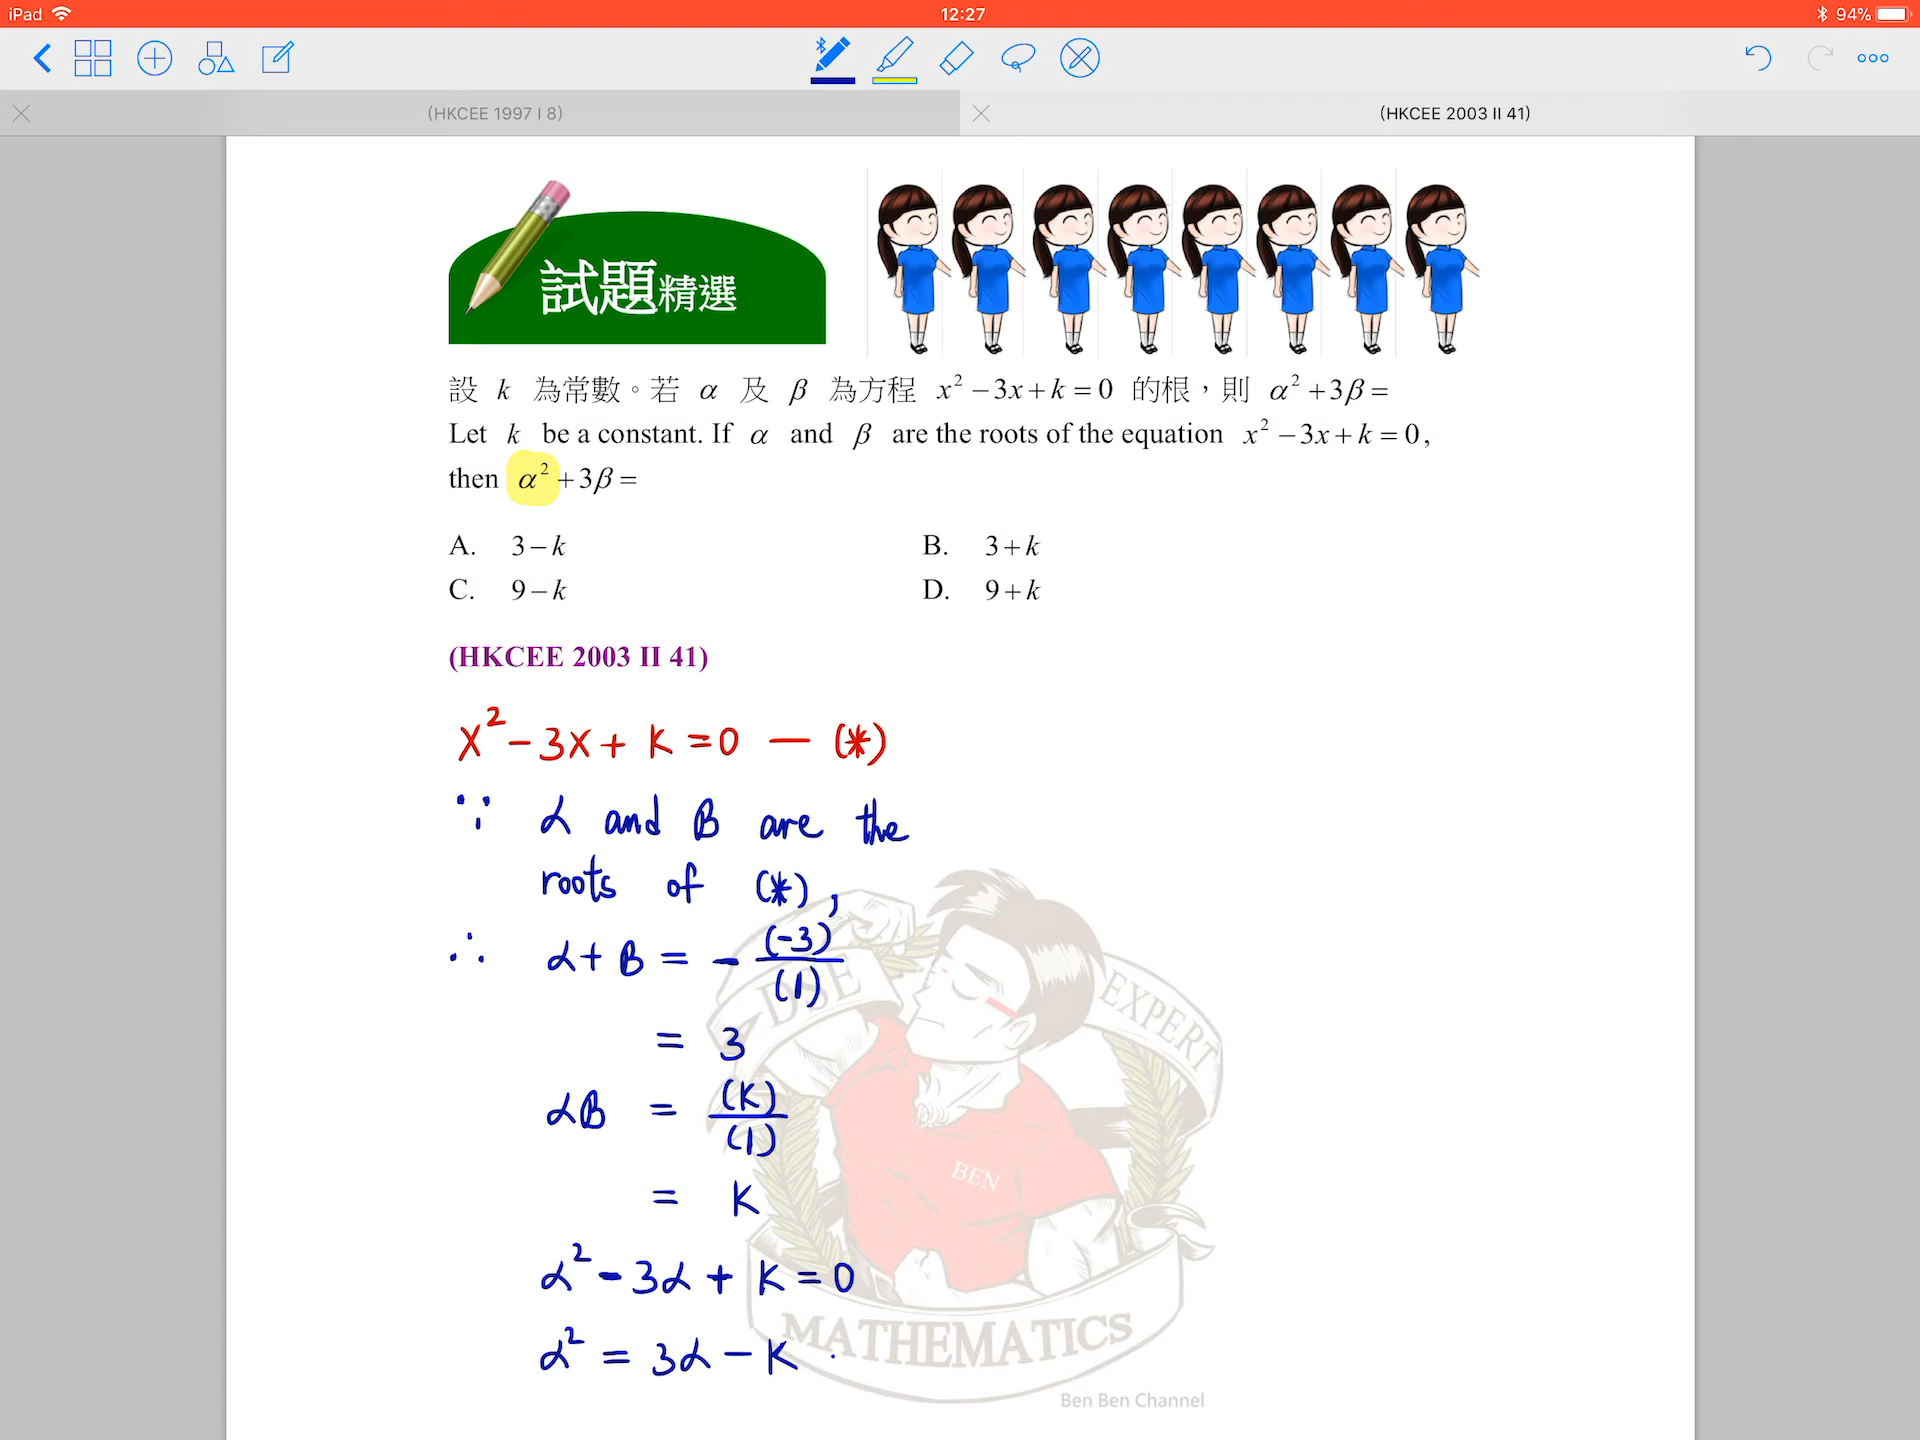 iPad 12:27 94%
(HKCEE 1997 I 8) (HKCEE 2003 II 41)
試題精選
設 k 為常數。若 α 及 β 為方程 x² − 3x + k = 0 的根，則 α² + 3β =
Let k be a constant. If α and β are the roots of the equation x² − 3x + k = 0,
then α² + 3β =
A. 3 − k B. 3 + k
C. 9 − k D. 9 + k
(HKCEE 2003 II 41)
x² − 3x + k = 0 — (*)
∵ α and β are the
roots of (*),
∴ α + β = − (-3)/(1)
= 3
αβ = (k)/(1)
= k
α² − 3α + k = 0
α² = 3α − k
DSE EXPERT
BEN
MATHEMATICS
Ben Ben Channel